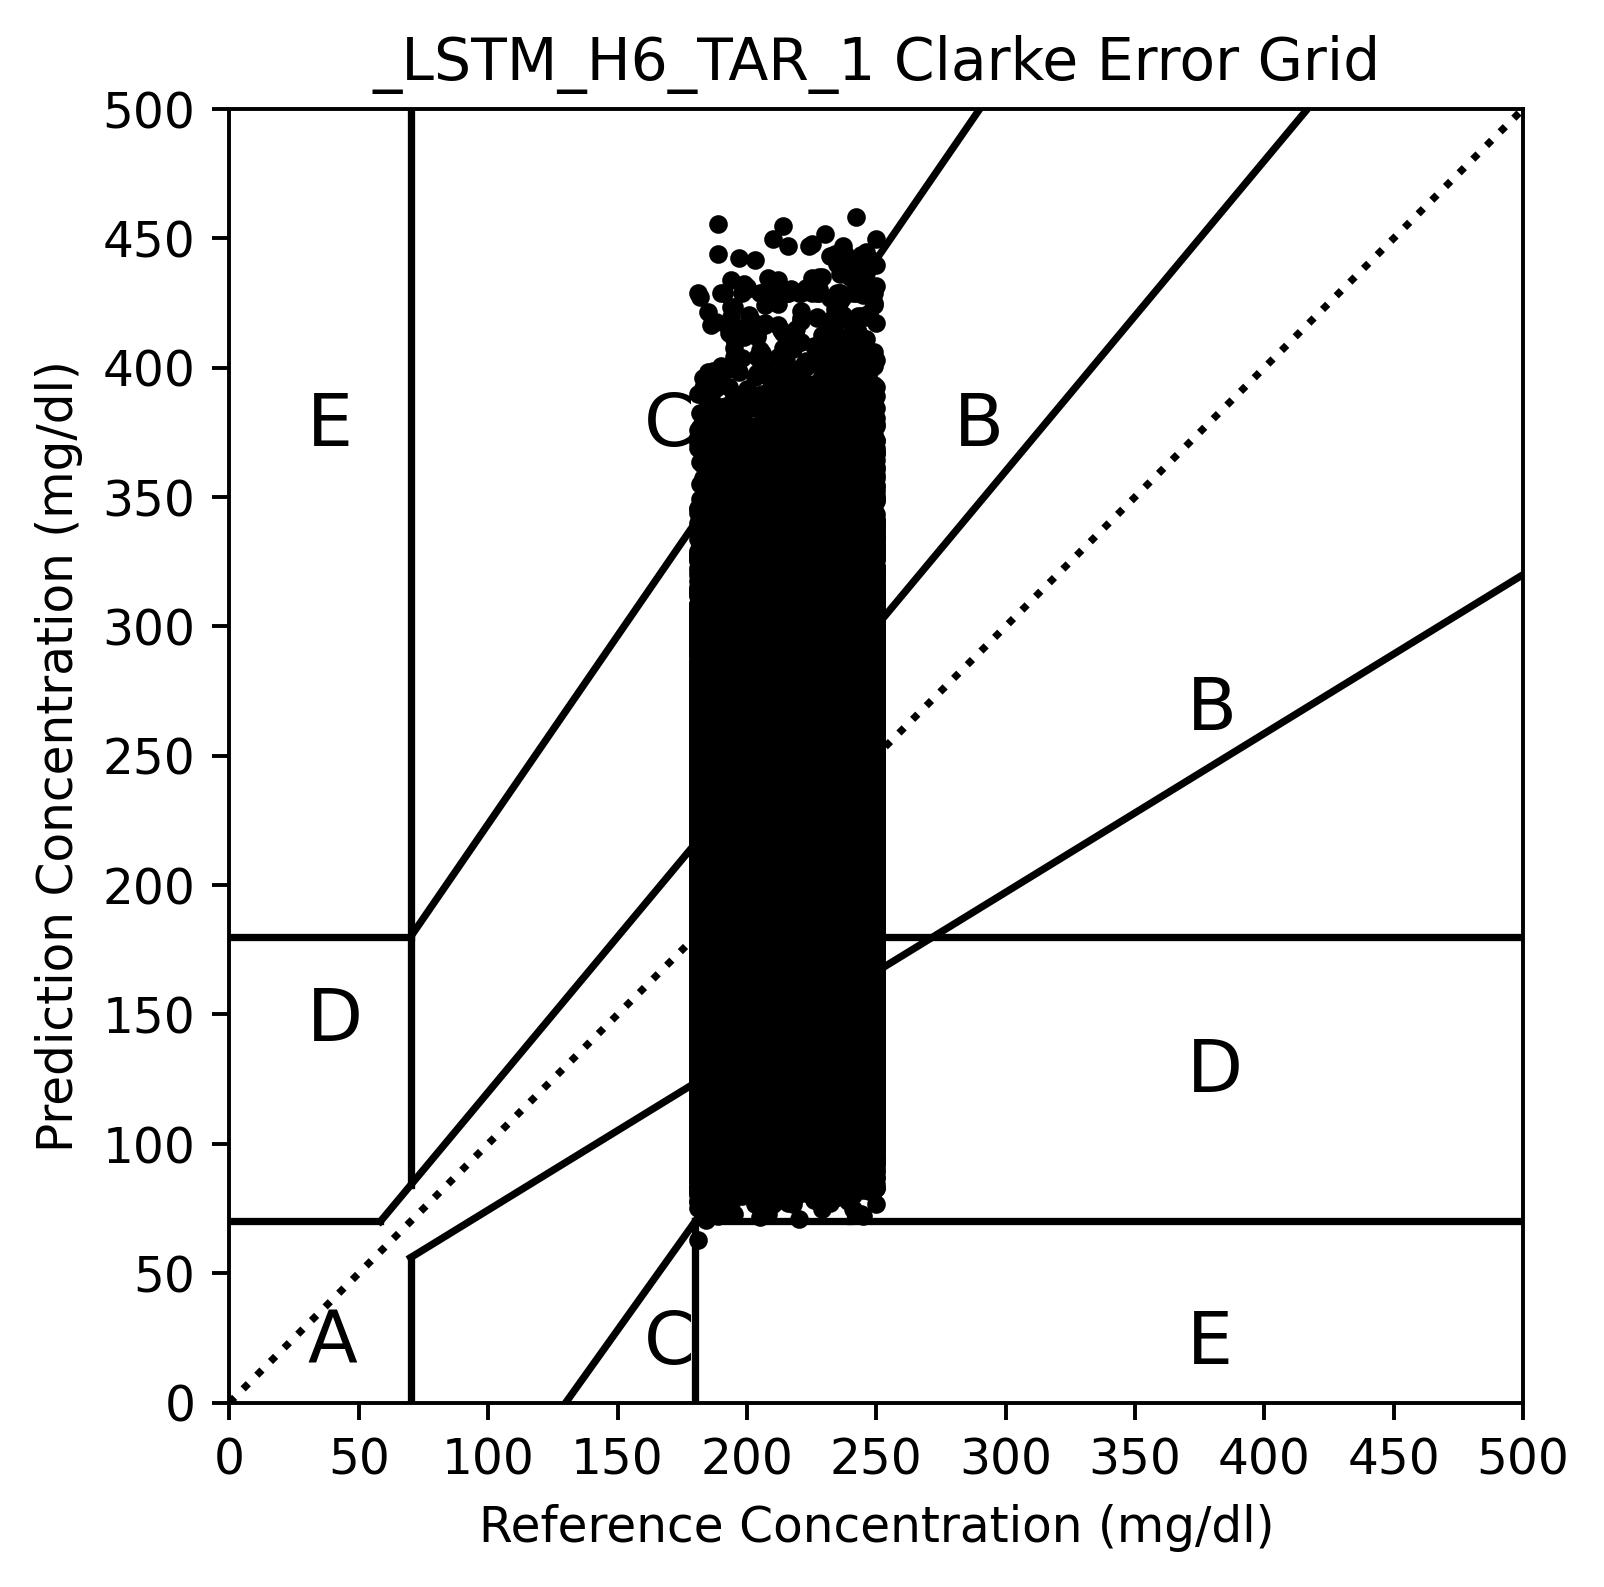 _LSTM_H6_TAR_1 Clarke Error Grid
500
450
400
350
300
250
200
150
100
50
0
Prediction Concentration (mg/dl)
E
C
B
B
D
D
A
C
E
0 50 100 150 200 250 300 350 400 450 500
Reference Concentration (mg/dl)